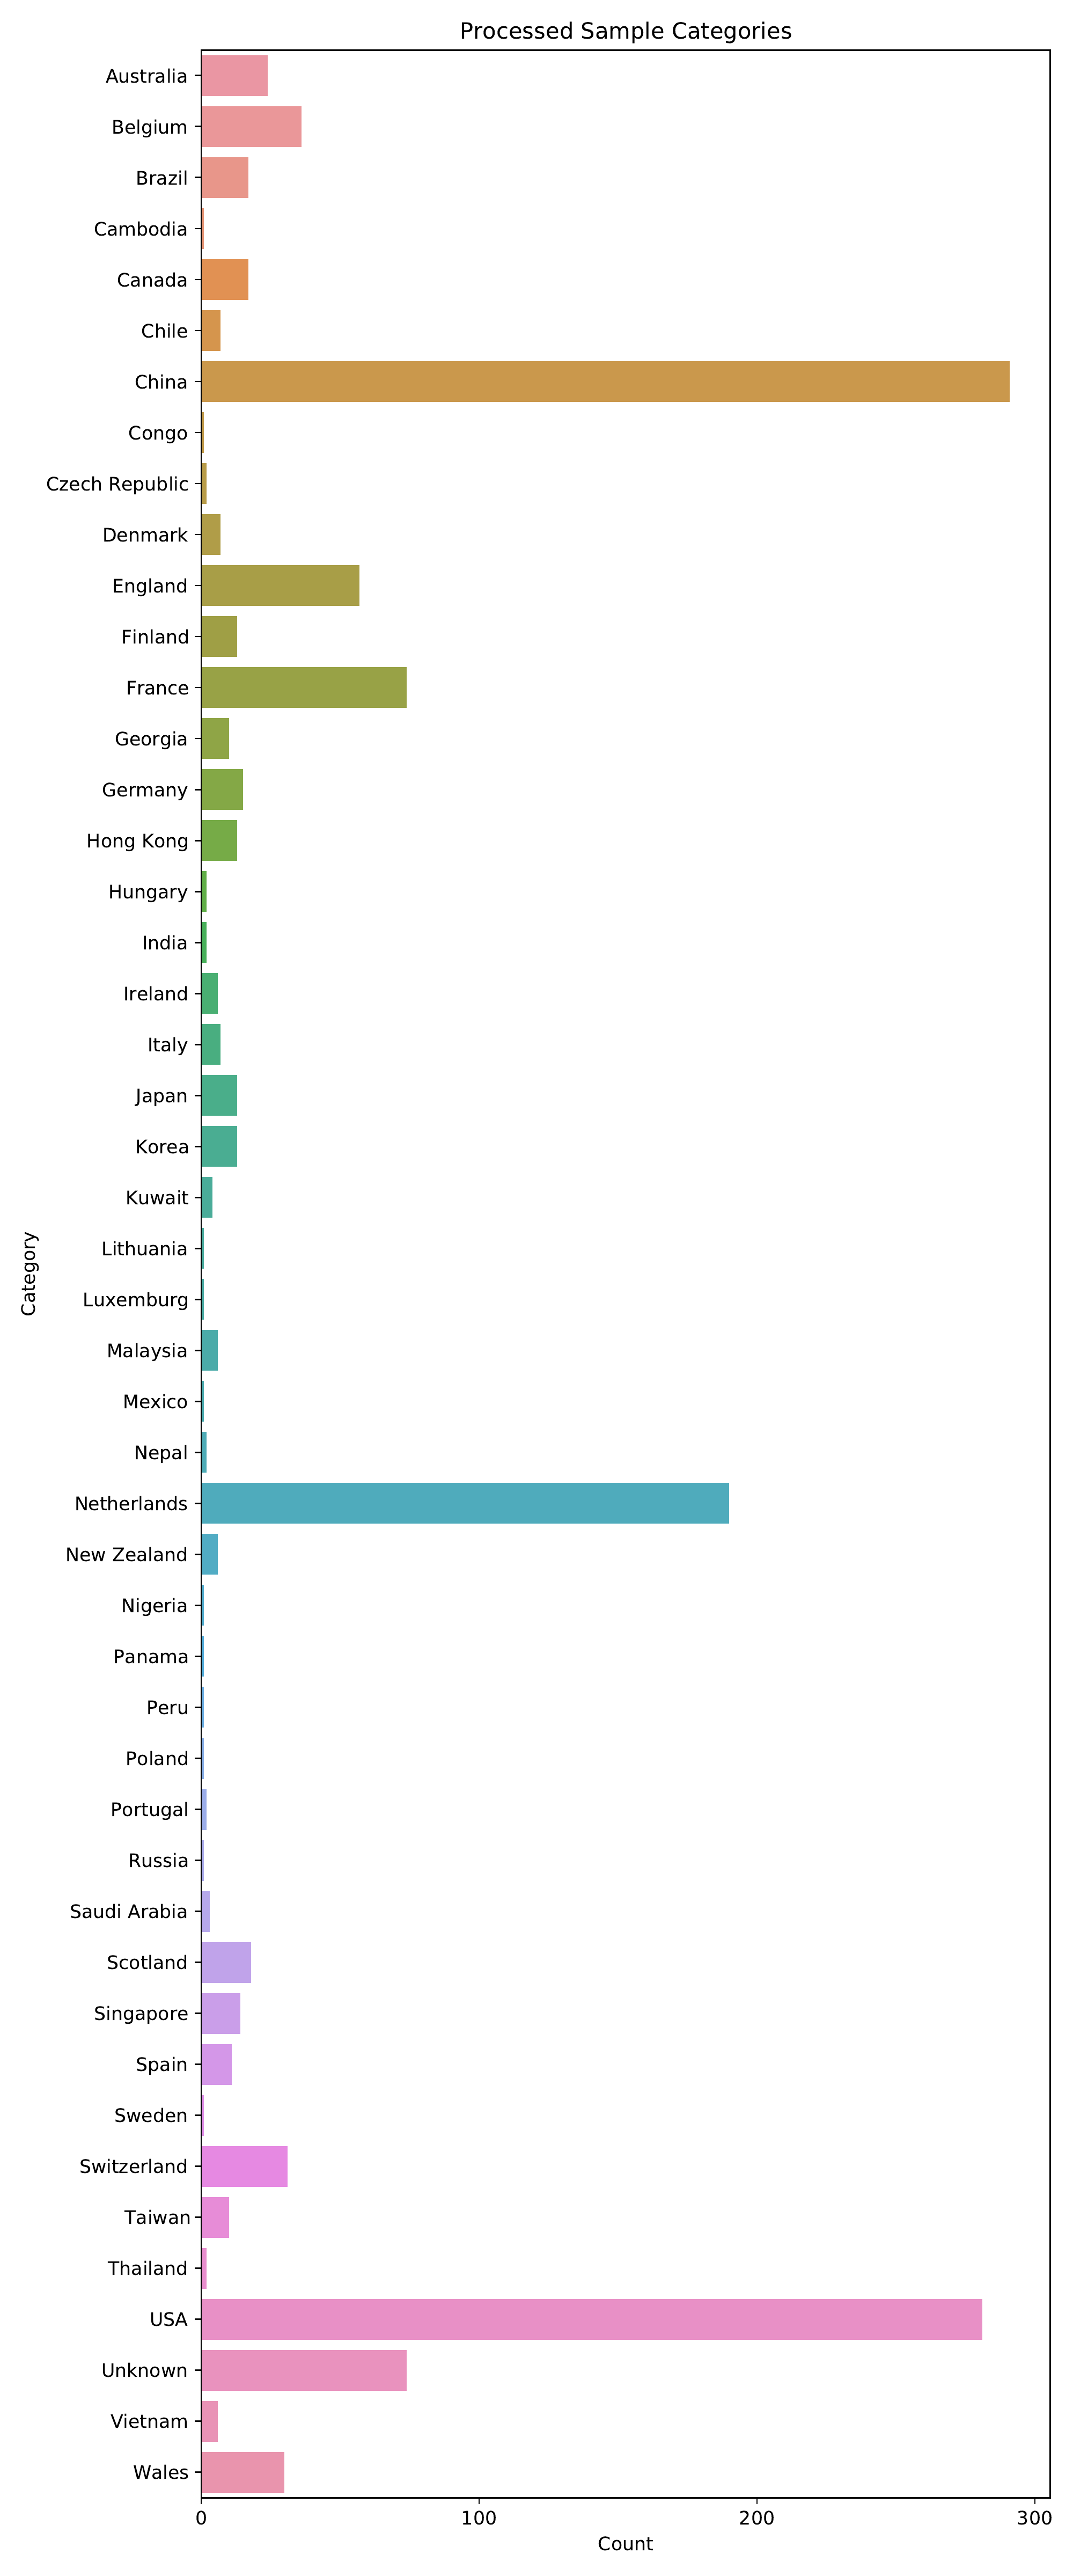 Processed Sample Categories
Australia
Belgium
Brazil
Cambodia
Canada
Chile
China
Congo
Czech Republic
Denmark
England
Finland
France
Georgia
Germany
Hong Kong
Hungary
India
Ireland
Italy
Japan
Korea
Kuwait
Lithuania
Luxemburg
Malaysia
Mexico
Nepal
Netherlands
New Zealand
Nigeria
Panama
Peru
Poland
Portugal
Russia
Saudi Arabia
Scotland
Singapore
Spain
Sweden
Switzerland
Taiwan
Thailand
USA
Unknown
Vietnam
Wales
Category
0 100 200 300
Count